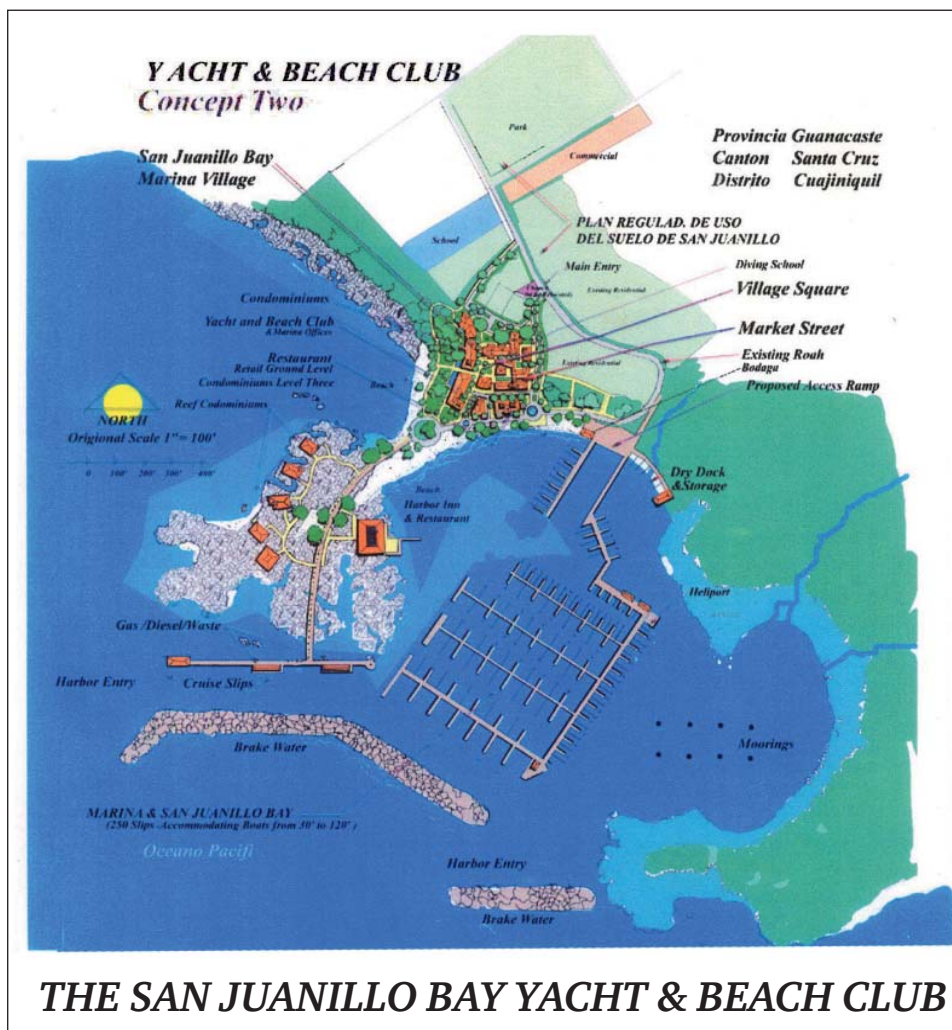 Y ACHT & BEACH CLUB
Concept Two
San Juanillo Bay
Marina Village
Park
Commercial
Provincia Guanacaste
Canton Santa Cruz
Distrito Cuajiniquil
School
PLAN REGULAD. DE USO
DEL SUELO DE SAN JUANILLO
Main Entry
Existing Residential
Diving School
Village Square
Market Street
Existing Residential
Existing Roah
Bodaga
Proposed Access Ramp
Condominiums
Yacht and Beach Club
& Marina Offices
Restaurant
Retail Ground Level
Condominiums Level Three
Reef Codominiums
Beach
NORTH
Origional Scale 1"= 100'
0 100' 200' 300' 400'
Beach
Harbor Inn
& Restaurant
Dry Dock
&Storage
Heliport
Gas /Diesel/Waste
Harbor Entry
Cruise Slips
Brake Water
Moorings
MARINA & SAN JUANILLO BAY
(250 Slips Accommodating Boats from 30' to 120' )
Oceano Pacifi
Harbor Entry
Brake Water
THE SAN JUANILLO BAY YACHT & BEACH CLUB